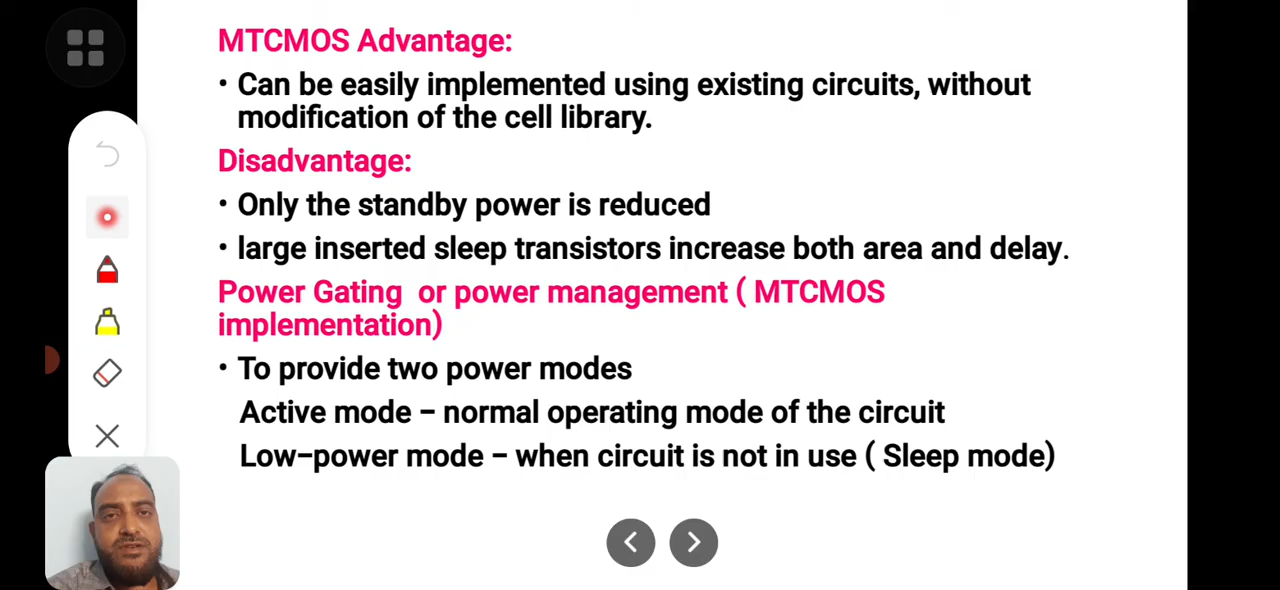 MTCMOS Advantage:
• Can be easily implemented using existing circuits, without
modification of the cell library.
Disadvantage:
• Only the standby power is reduced
• large inserted sleep transistors increase both area and delay.
Power Gating or power management ( MTCMOS
implementation)
• To provide two power modes
Active mode – normal operating mode of the circuit
Low–power mode – when circuit is not in use ( Sleep mode)